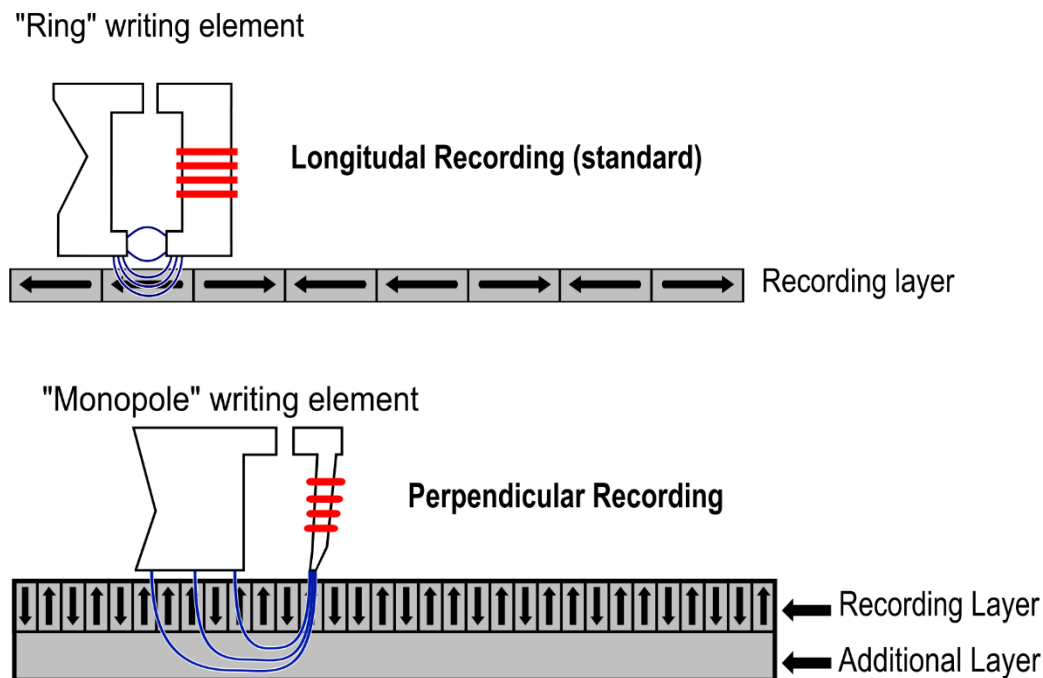 "Ring" writing element
Longitudal Recording (standard)
Recording layer
"Monopole" writing element
Perpendicular Recording
Recording Layer
Additional Layer